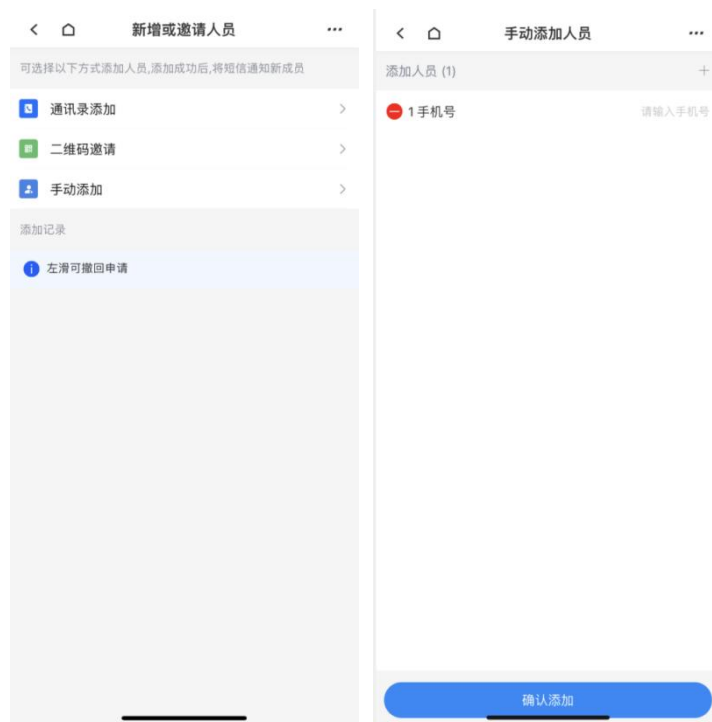 新增或邀请人员
可选择以下方式添加人员,添加成功后,将短信通知新成员
通讯录添加
二维码邀请
手动添加
添加记录
左滑可撤回申请
手动添加人员
添加人员 (1)
1手机号 请输入手机号
确认添加